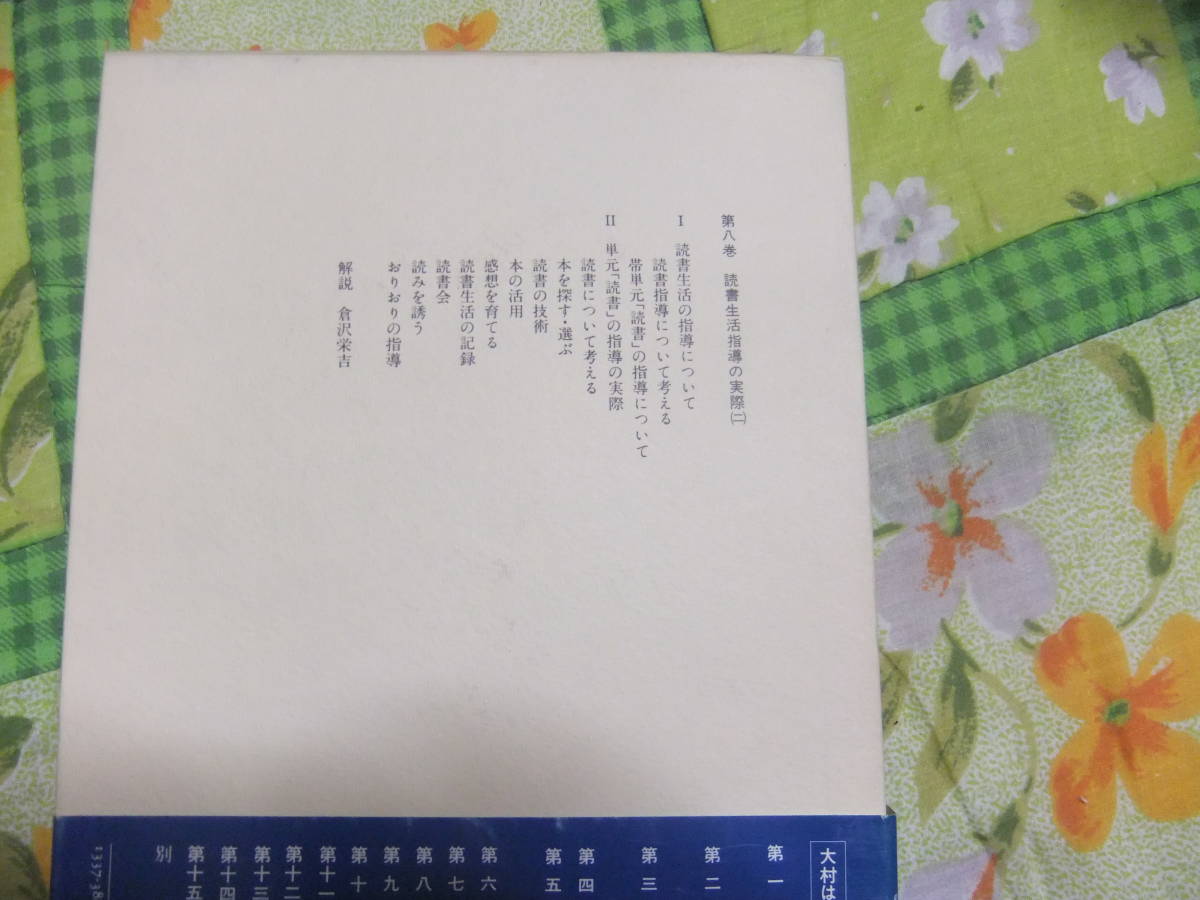 第八巻 読書生活指導の実際㈡
I 読書生活の指導について
読書指導について考える
帯単元「読書」の指導について
II 単元「読書」の指導の実際
読書について考える
本を探す・選ぶ
読書の技術
本の活用
感想を育てる
読書生活の記録
読書会
読みを誘う
おりおりの指導
解説 倉沢栄吉
大村は
第一
第二
第三
第四
第五
第六
第七
第八
第九
第十
第十一
第十二
第十三
第十四
第十五
別
1337-38